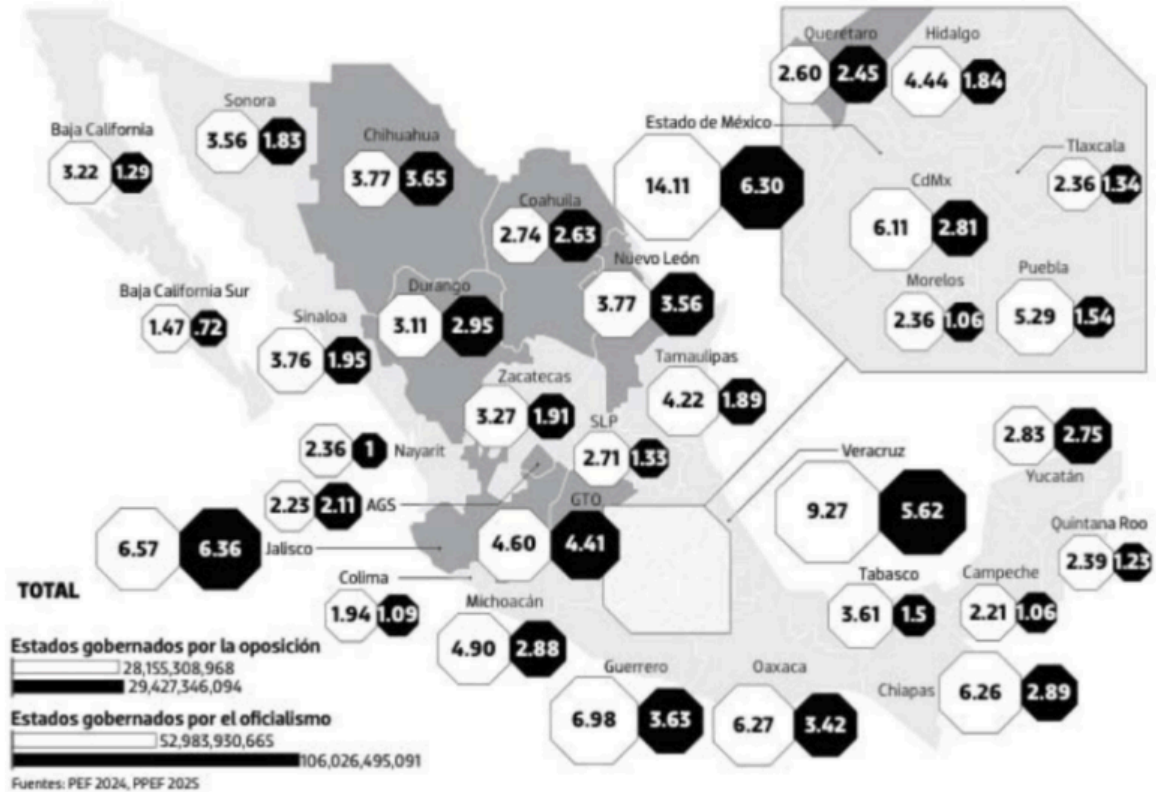 Querétaro
2.60 2.45
Hidalgo
4.44 1.84
Estado de México
14.11 6.30
Tlaxcala
2.36 1.34
CdMx
6.11 2.81
Morelos
2.36 1.06
Puebla
5.29 1.54
Baja California
3.22 1.29
Sonora
3.56 1.83
Chihuahua
3.77 3.65
Coahuila
2.74 2.63
Nuevo León
3.77 3.56
Baja California Sur
1.47 .72
Sinaloa
3.76 1.95
Durango
3.11 2.95
Zacatecas
3.27 1.91
Tamaulipas
4.22 1.89
SLP
2.71 1.33
2.36 1 Nayarit
2.23 2.11 AGS
GTO
4.60 4.41
6.57 6.36 Jalisco
Colima
1.94 1.09
Michoacán
4.90 2.88
Guerrero
6.98 3.63
Oaxaca
6.27 3.42
Veracruz
9.27 5.62
2.83 2.75
Yucatán
Quintana Roo
2.39 1.23
Tabasco
3.61 1.5
Campeche
2.21 1.06
Chiapas 6.26 2.89
TOTAL
Estados gobernados por la oposición
28,155,308,968
29,427,346,094
Estados gobernados por el oficialismo
52,983,930,665
106,026,495,091
Fuentes: PEF 2024, PPEF 2025